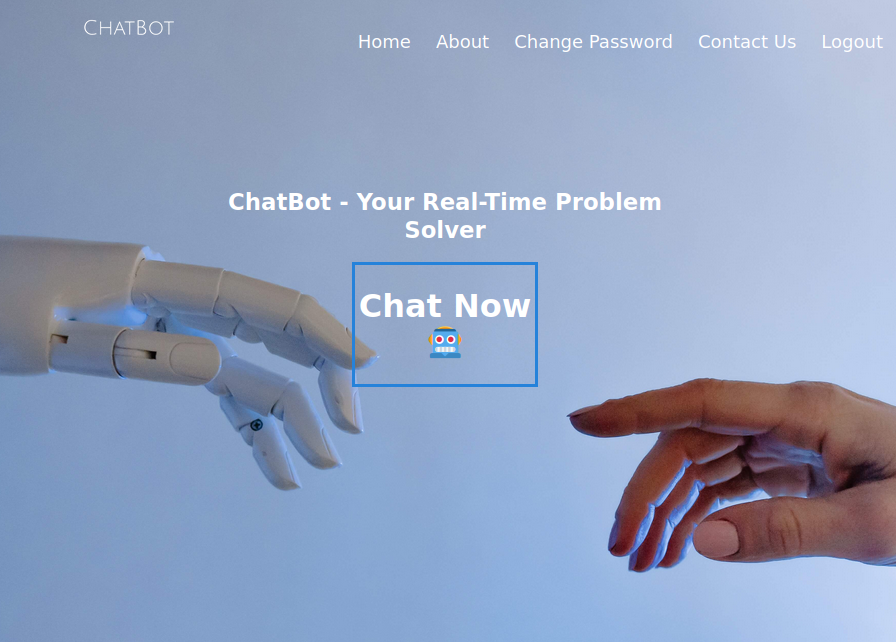 CHATBOT
Home About Change Password Contact Us Logout
ChatBot - Your Real-Time Problem
Solver
Chat Now